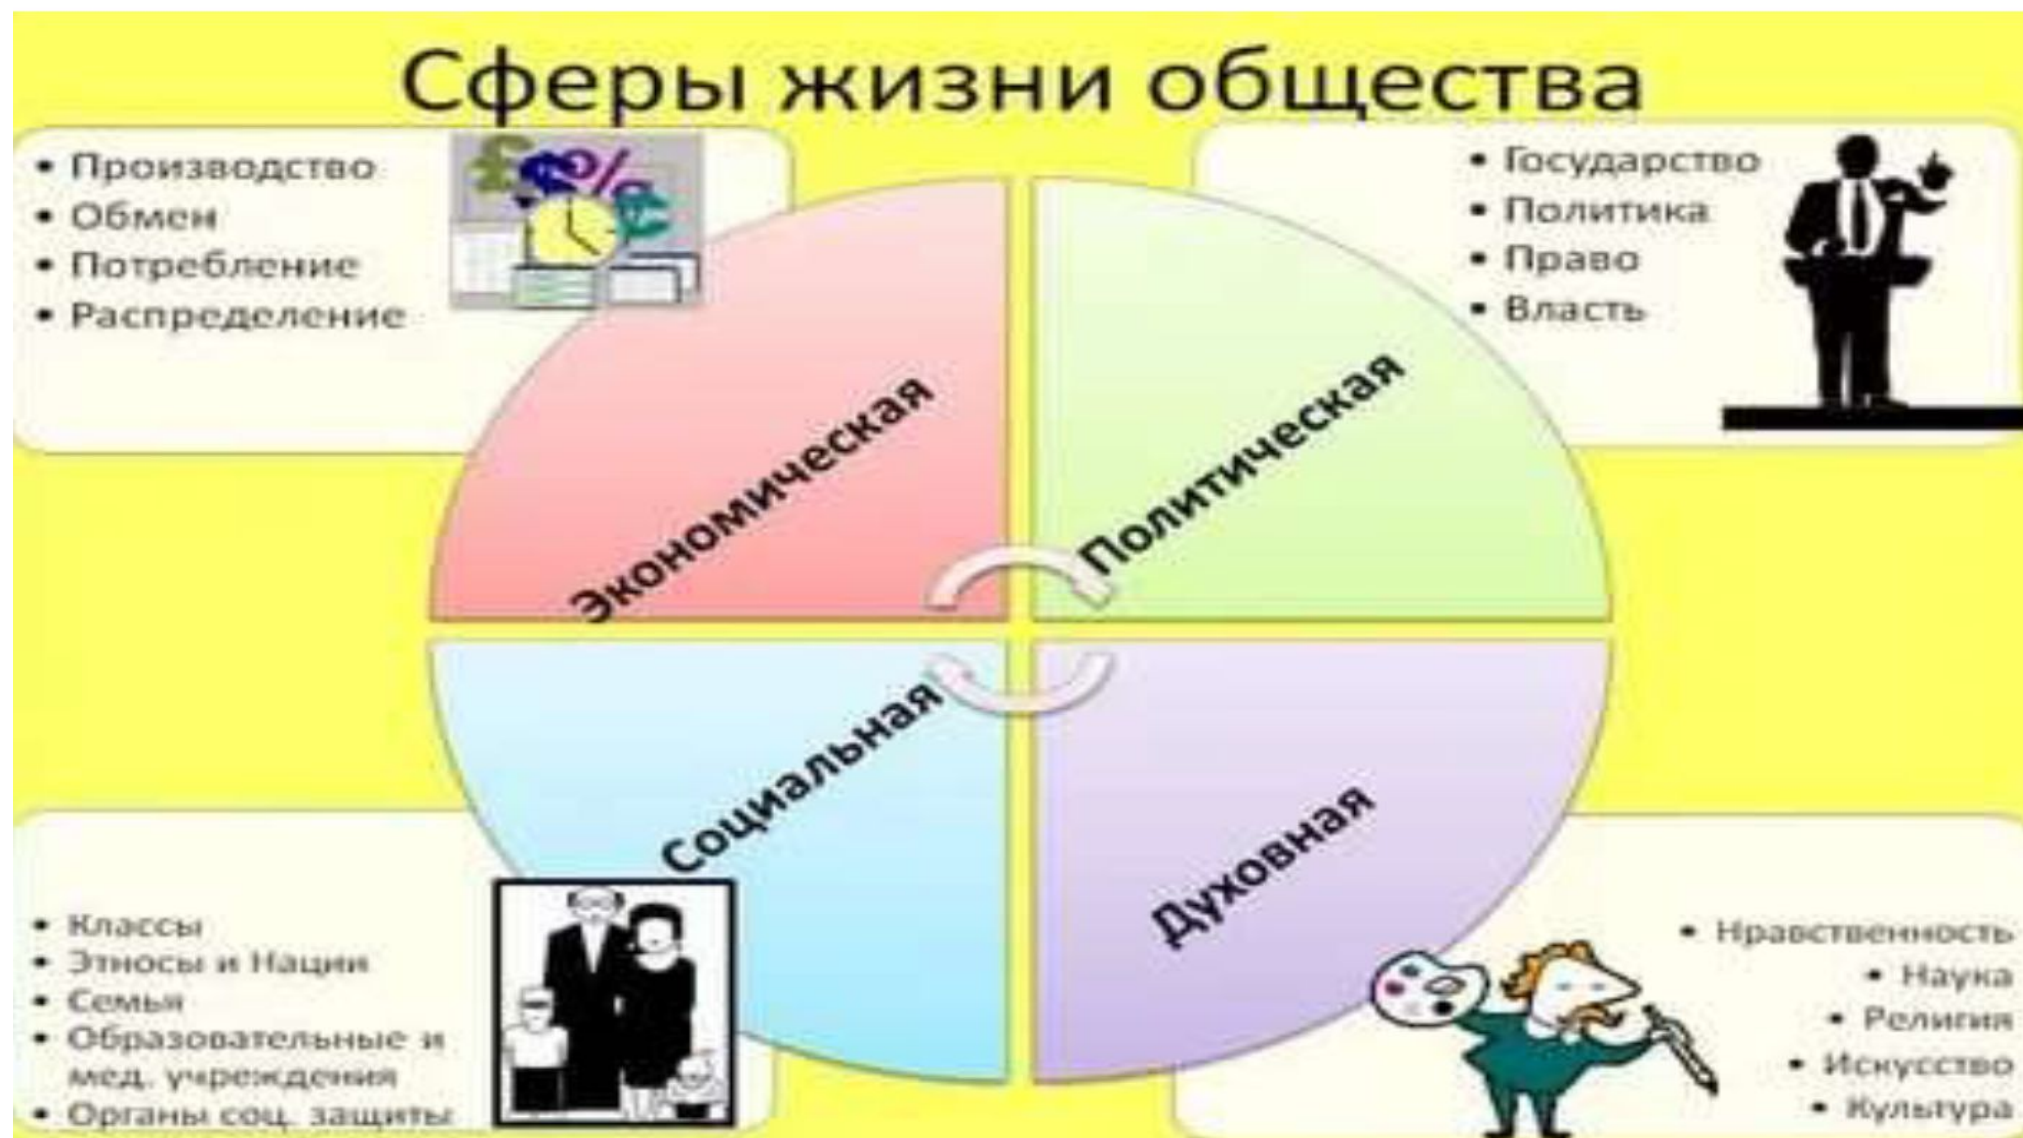 Сферы жизни общества
• Производство
• Обмен
• Потребление
• Распределение
• Государство
• Политика
• Право
• Власть
Экономическая
Политическая
Социальная
Духовная
• Классы
• Этносы и Нации
• Семья
• Образовательные и
мед. учреждения
• Органы соц. защиты
• Нравственность
• Наука
• Религия
• Искусство
• Культура